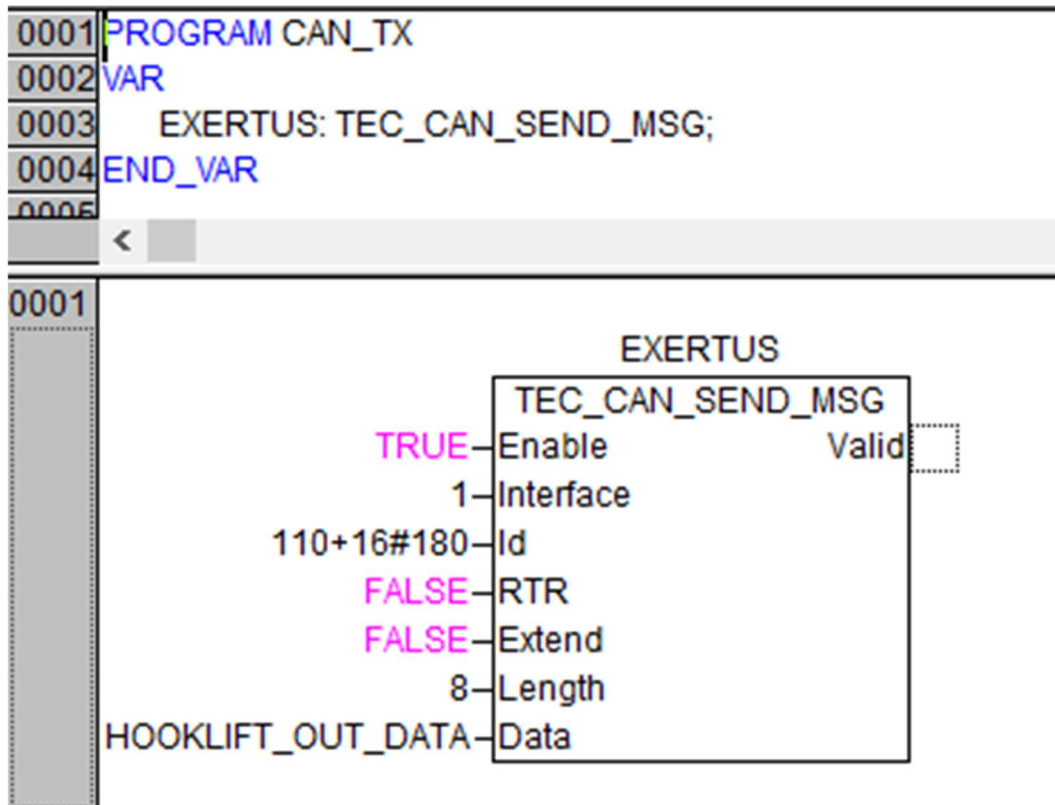 0001 PROGRAM CAN_TX
0002 VAR
0003 EXERTUS: TEC_CAN_SEND_MSG;
0004 END_VAR
0005
<
0001
EXERTUS
TEC_CAN_SEND_MSG
TRUE Enable Valid
1 Interface
110+16#180 Id
FALSE RTR
FALSE Extend
8 Length
HOOKLIFT_OUT_DATA Data